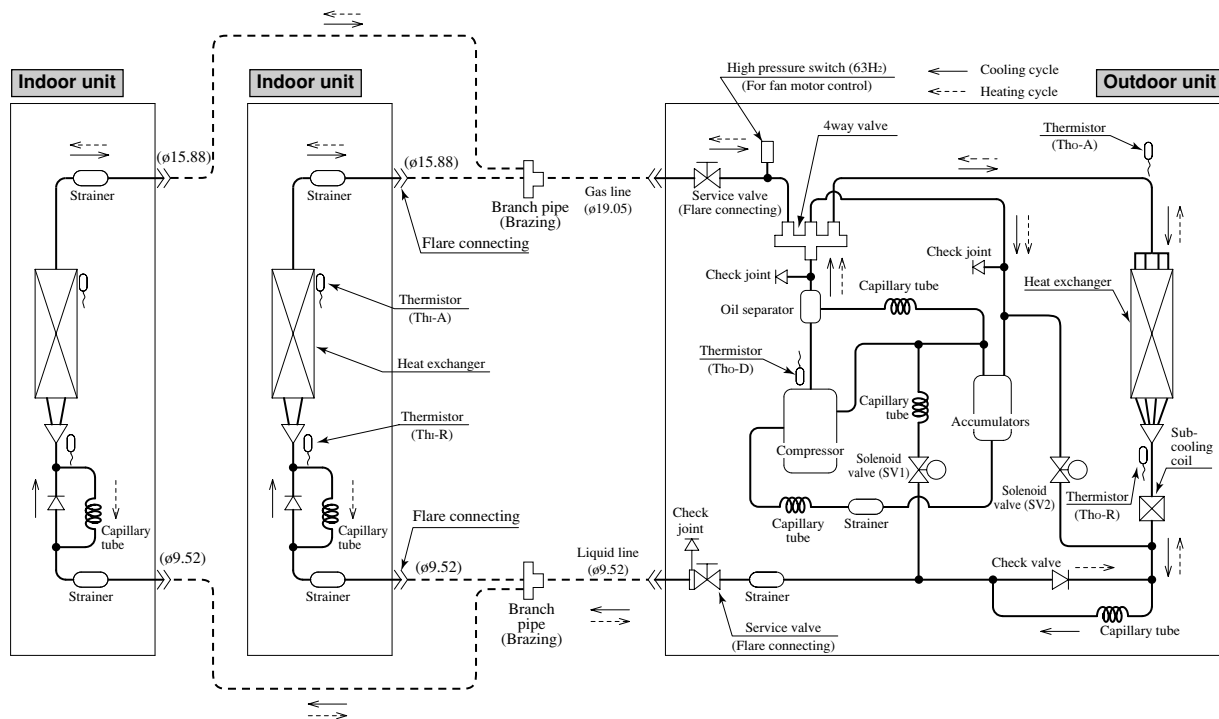 Indoor unit
Indoor unit
Outdoor unit
High pressure switch (63H2)
(For fan motor control)
Cooling cycle
Heating cycle
4way valve
Thermistor
(THO-A)
(ø15.88)
(ø15.88)
Strainer
Strainer
Branch pipe
(Brazing)
Gas line
(ø19.05)
Service valve
(Flare connecting)
Flare connecting
Check joint
Check joint
Capillary tube
Oil separator
Heat exchanger
Thermistor
(THI-A)
Heat exchanger
Thermistor
(THO-D)
Capillary
tube
Accumulators
Compressor
Thermistor
(THI-R)
Sub-
cooling
coil
Solenoid
valve (SV1)
Solenoid
valve (SV2)
Thermistor
(THO-R)
Capillary
tube
Capillary
tube
Flare connecting
Capillary
tube
Strainer
Check
joint
(ø9.52)
(ø9.52)
Liquid line
(ø9.52)
Check valve
Strainer
Strainer
Strainer
Branch
pipe
(Brazing)
Service valve
(Flare connecting)
Capillary tube